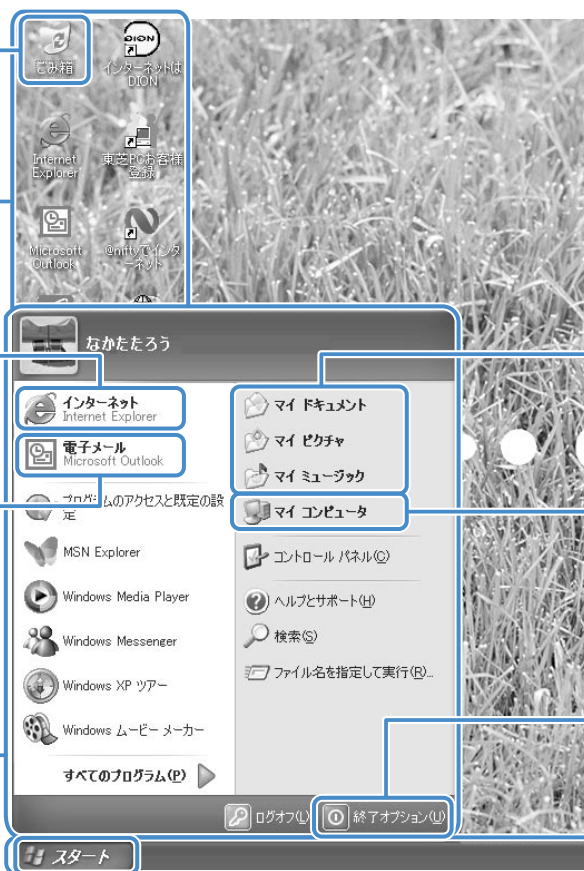 ごみ箱
インターネットは
DION
DION
Internet
Explorer
東芝PCお客様
登録
Microsoft
Outlook
@niftyでインタ
ーネット
なかたたろう
インターネット
Internet Explorer
電子メール
Microsoft Outlook
プログラムのアクセスと既定の設
定
MSN Explorer
Windows Media Player
Windows Messenger
Windows XP ツアー
Windows ムービー メーカー
すべてのプログラム(P)
マイ ドキュメント
マイ ピクチャ
マイ ミュージック
マイ コンピュータ
コントロール パネル(C)
ヘルプとサポート(H)
検索(S)
ファイル名を指定して実行(R)...
ログオフ(L)
終了オプション(U)
スタート